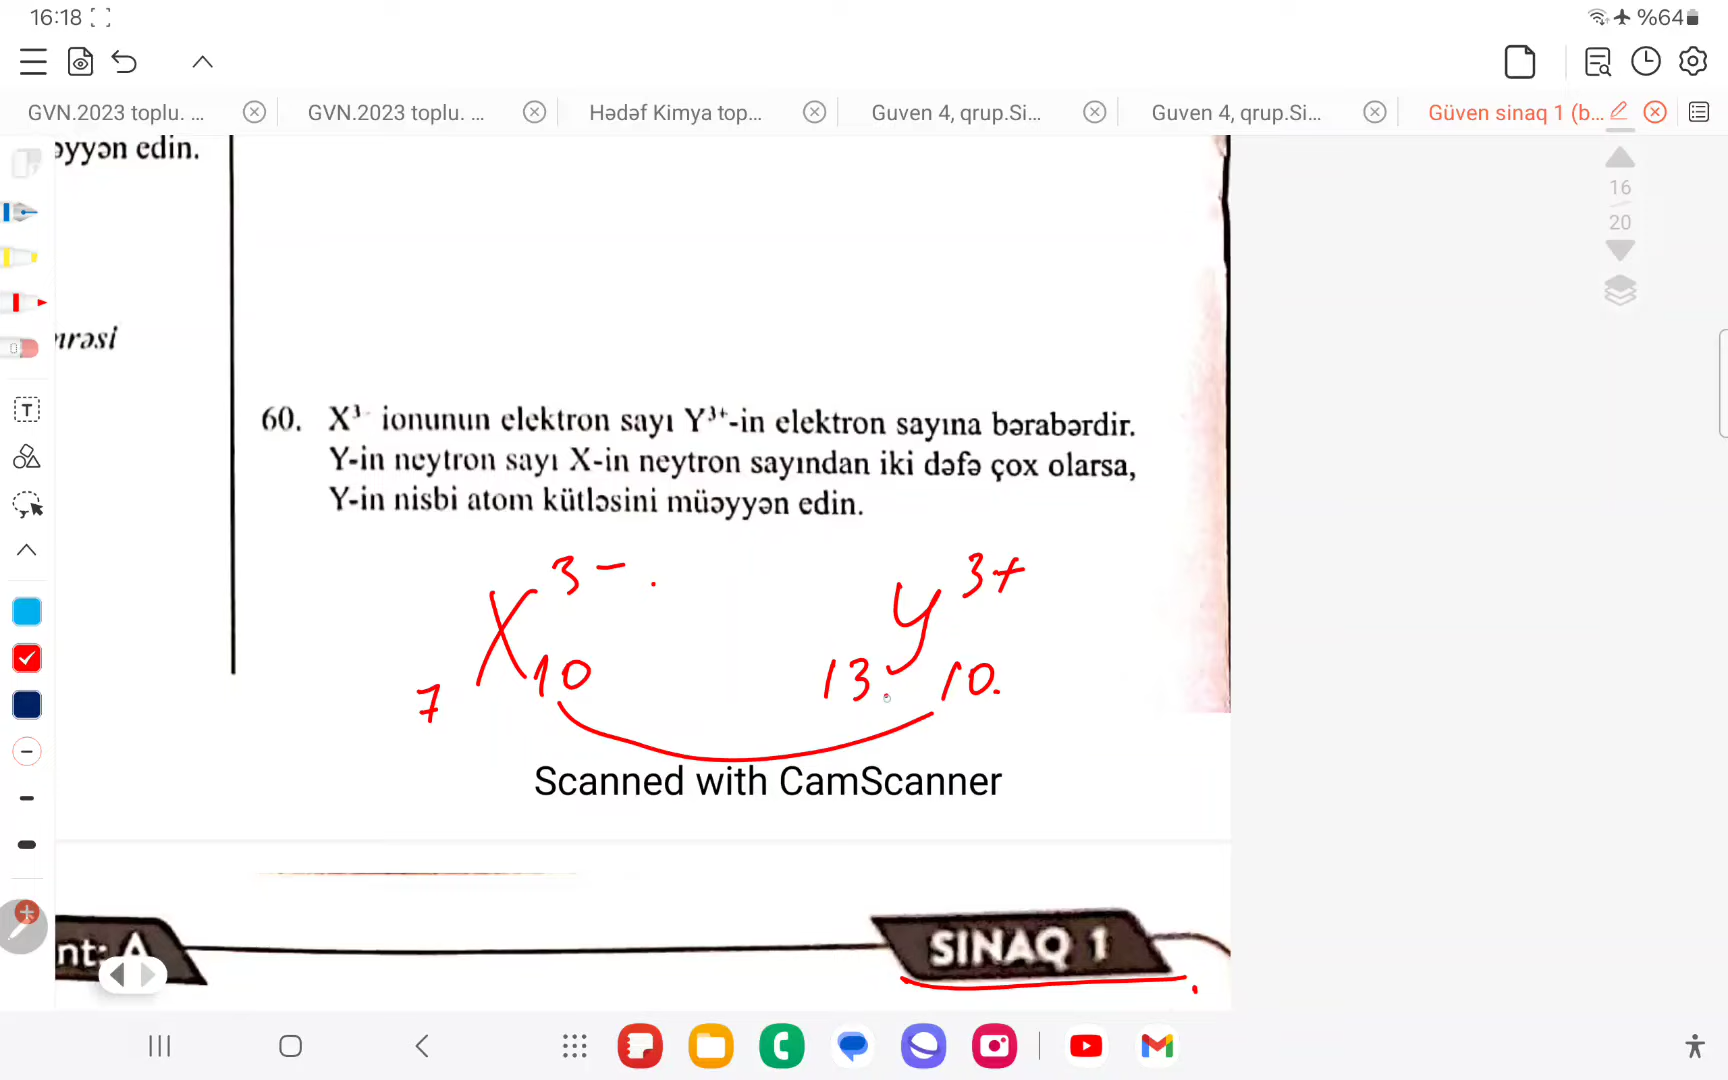 16:18
%64
GVN.2023 toplu. ...
GVN.2023 toplu. ...
Hədəf Kimya top...
Guven 4, qrup.Si...
Guven 4, qrup.Si...
Güven sinaq 1 (b...
16
20
əyyən edin.
rəsi
60. X³⁻ ionunun elektron sayı Y³⁺-in elektron sayına bərabərdir.
Y-in neytron sayı X-in neytron sayından iki dəfə çox olarsa,
Y-in nisbi atom kütləsini müəyyən edin.
X 3- .
7 10
y 3+
13. 10.
Scanned with CamScanner
nt: A
SINAQ 1
T